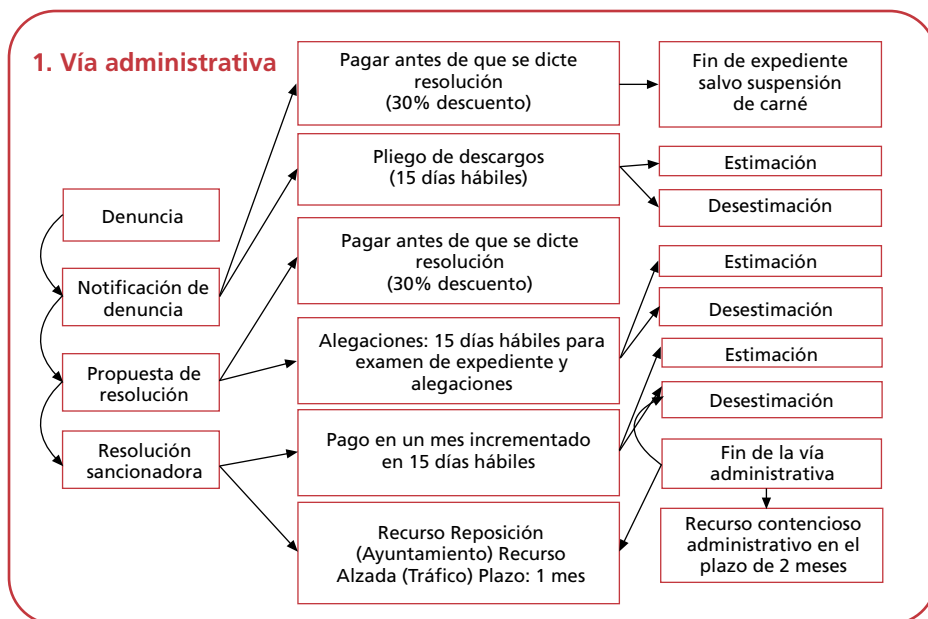 1. Vía administrativa
Denuncia
Notificación de
denuncia
Propuesta de
resolución
Resolución
sancionadora
Pagar antes de que se dicte
resolución
(30% descuento)
Pliego de descargos
(15 días hábiles)
Pagar antes de que se dicte
resolución
(30% descuento)
Alegaciones: 15 días hábiles para
examen de expediente y
alegaciones
Pago en un mes incrementado
en 15 días hábiles
Recurso Reposición
(Ayuntamiento) Recurso
Alzada (Tráfico) Plazo: 1 mes
Fin de expediente
salvo suspensión
de carné
Estimación
Desestimación
Estimación
Desestimación
Estimación
Desestimación
Fin de la vía
administrativa
Recurso contencioso
administrativo en el
plazo de 2 meses